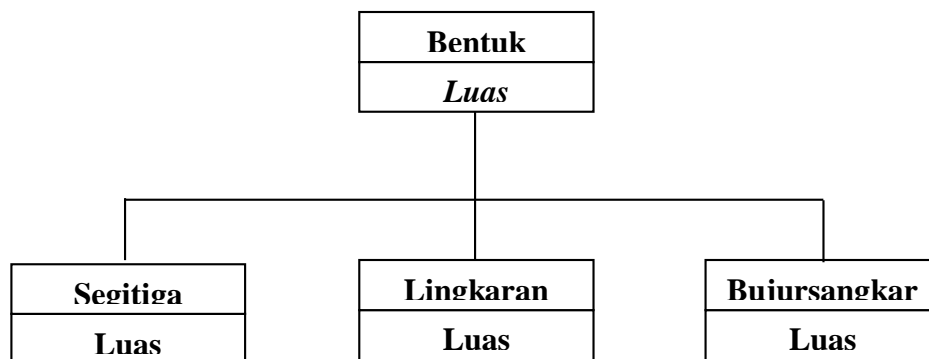 Bentuk
Luas
Segitiga
Lingkaran
Bujursangkar
Luas
Luas
Luas